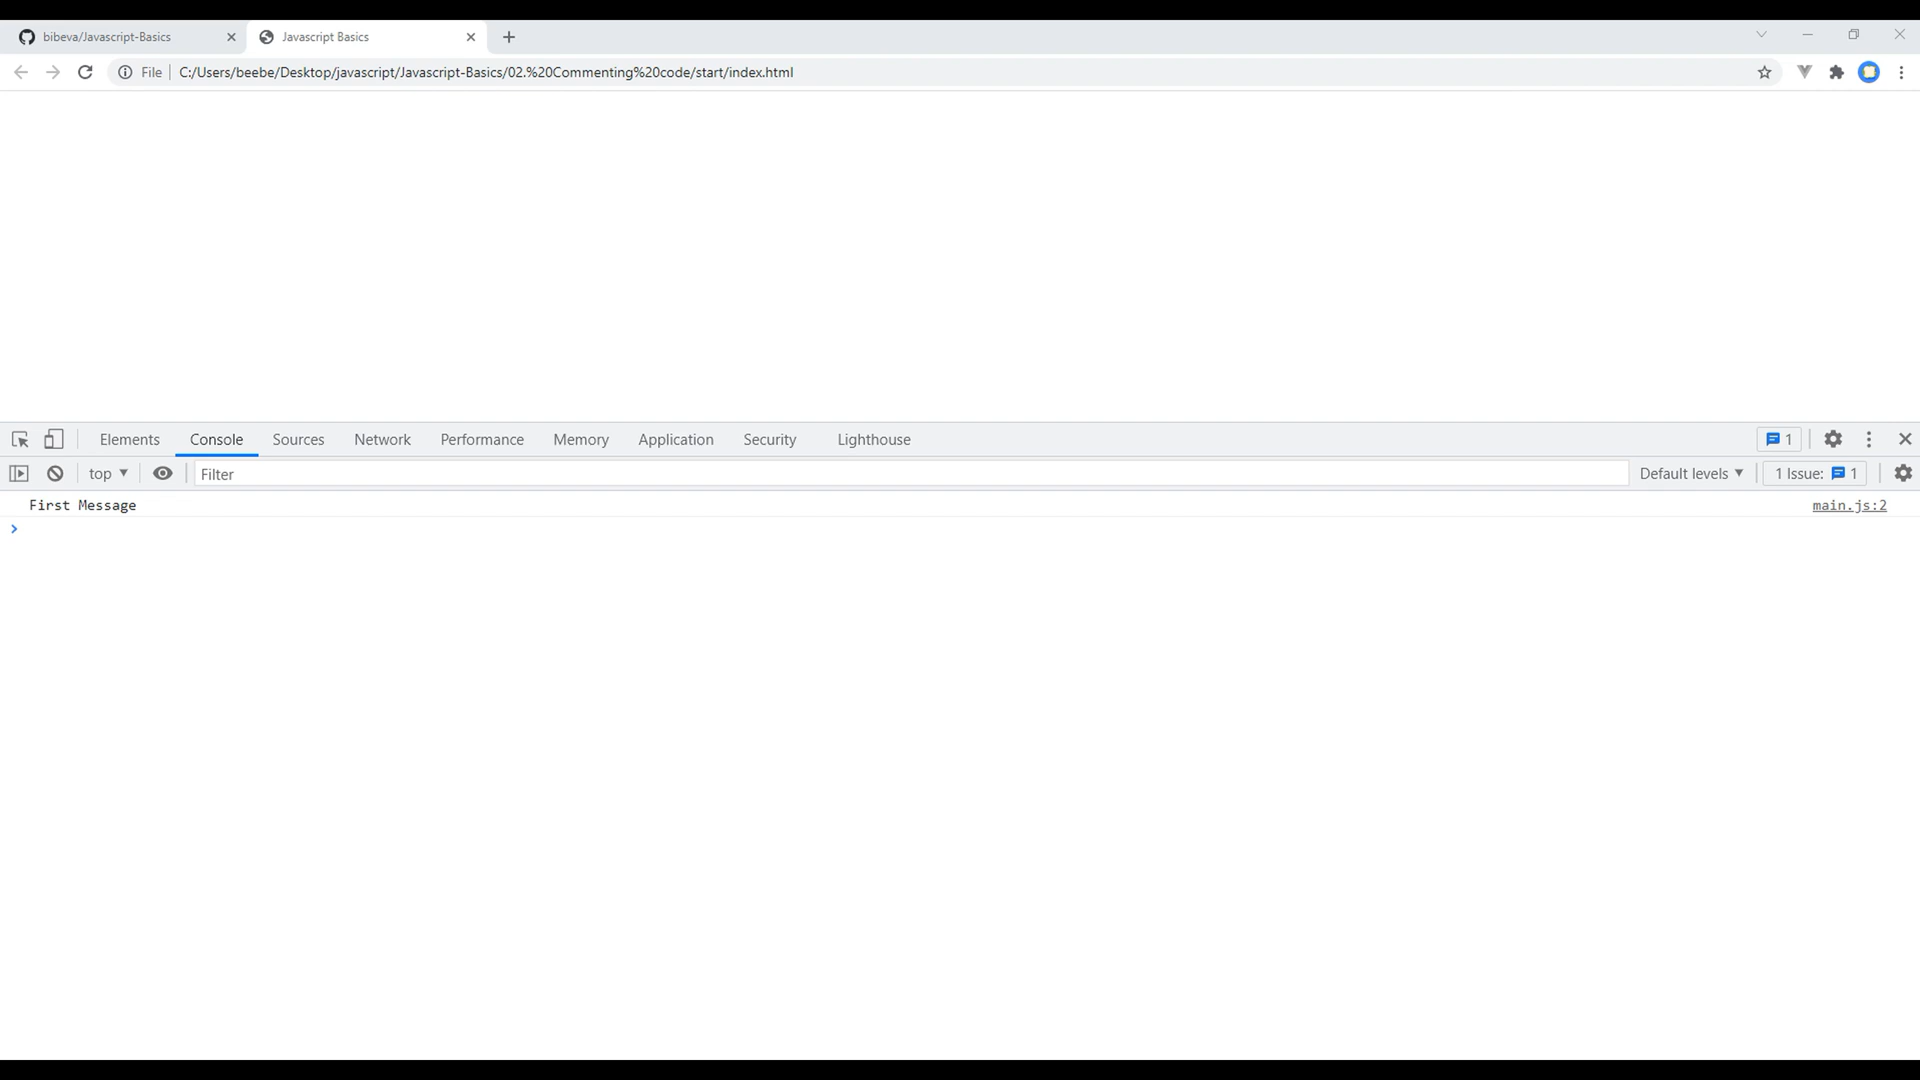 bibeva/Javascript-Basics
Javascript Basics
File C:/Users/beebe/Desktop/javascript/Javascript-Basics/02.%20Commenting%20code/start/index.html
Elements Console Sources Network Performance Memory Application Security Lighthouse 1
top Filter Default levels 1 Issue: 1
First Message main.js:2